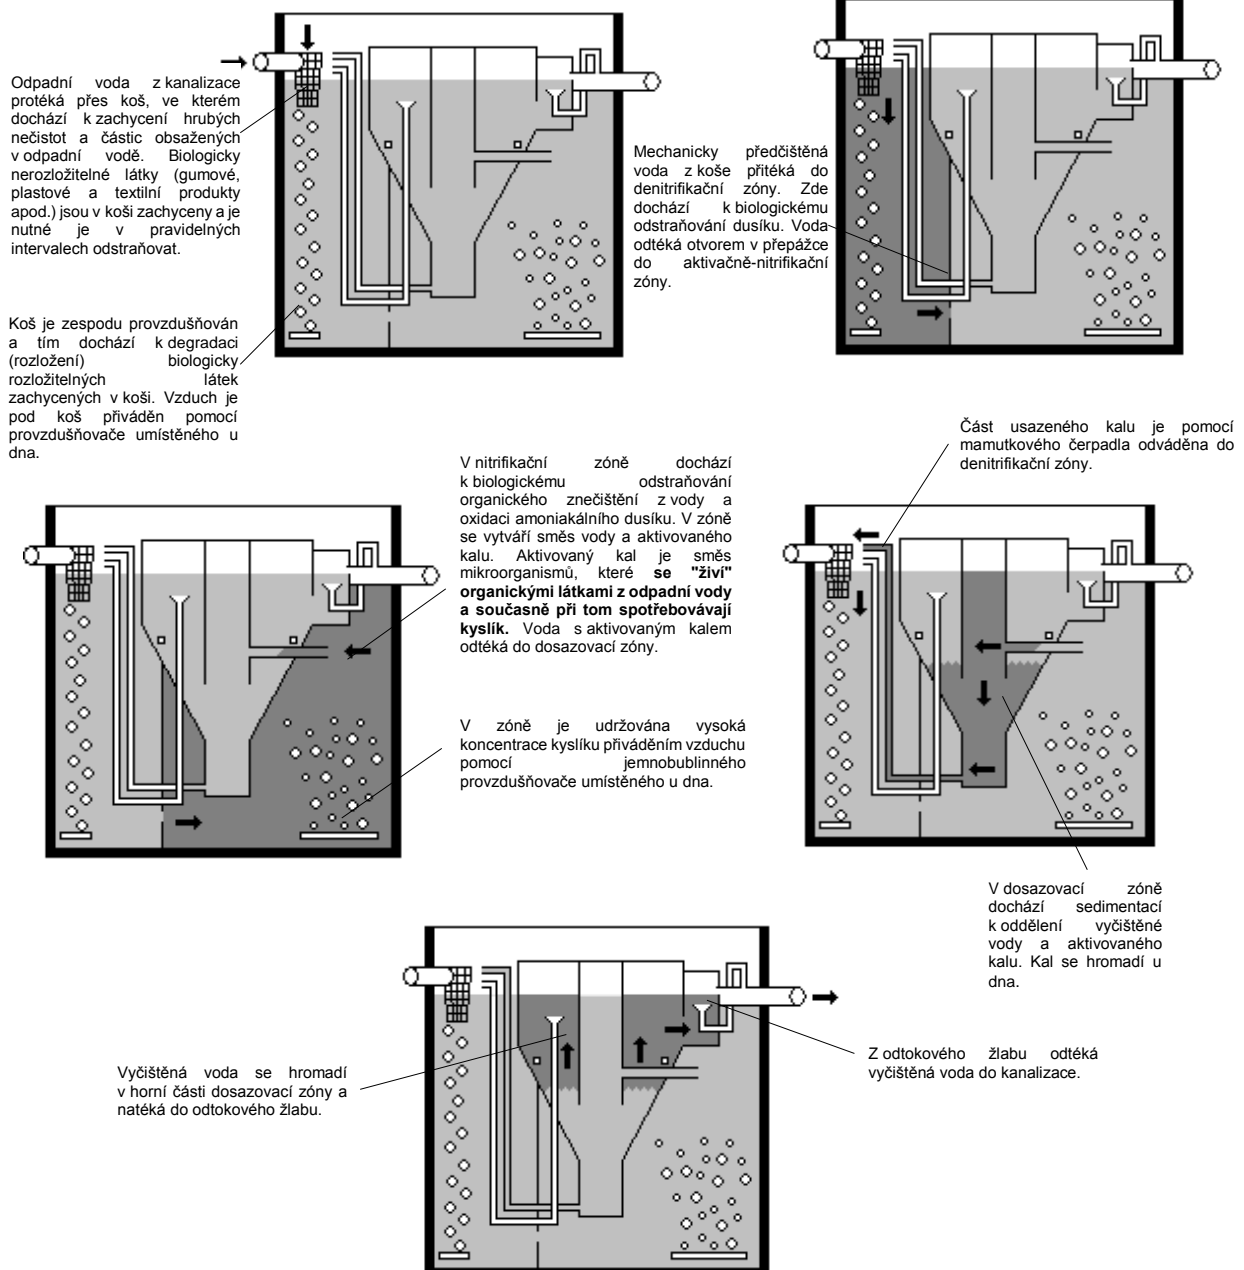 Odpadní voda z kanalizace
protéká přes koš, ve kterém
dochází k zachycení hrubých
nečistot a částic obsažených
v odpadní vodě. Biologicky
nerozložitelné látky (gumové,
plastové a textilní produkty
apod.) jsou v koši zachyceny a je
nutné je v pravidelných
intervalech odstraňovat.
Koš je zespodu provzdušňován
a tím dochází k degradaci
(rozložení) biologicky
rozložitelných látek
zachycených v koši. Vzduch je
pod koš přiváděn pomocí
provzdušňovače umístěného u
dna.
Mechanicky předčištěná
voda z koše přitéká do
denitrifikační zóny. Zde
dochází k biologickému
odstraňování dusíku. Voda
odtéká otvorem v přepážce
do aktivačně-nitrifikační
zóny.
V nitrifikační zóně dochází
k biologickému odstraňování
organického znečištění z vody a
oxidaci amoniakálního dusíku. V zóně
se vytváří směs vody a aktivovaného
kalu. Aktivovaný kal je směs
mikroorganismů, které se "živí"
organickými látkami z odpadní vody
a současně při tom spotřebovávají
kyslík. Voda s aktivovaným kalem
odtéká do dosazovací zóny.
V zóně je udržována vysoká
koncentrace kyslíku přiváděním vzduchu
pomocí jemnobublinného
provzdušňovače umístěného u dna.
Část usazeného kalu je pomocí
mamutkového čerpadla odváděna do
denitrifikační zóny.
V dosazovací zóně
dochází sedimentací
k oddělení vyčištěné
vody a aktivovaného
kalu. Kal se hromadí u
dna.
Vyčištěná voda se hromadí
v horní části dosazovací zóny a
natéká do odtokového žlabu.
Z odtokového žlabu odtéká
vyčištěná voda do kanalizace.